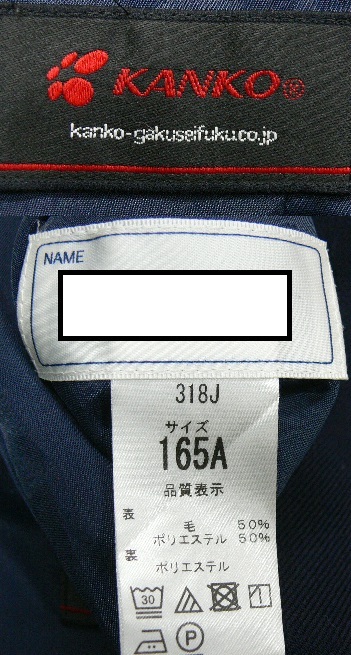 KANKO®
kanko-gakuseifuku.co.jp
NAME
318J
サイズ
165A
品質表示
表
毛 50%
ポリエステル 50%
裏
ポリエステル
30
P